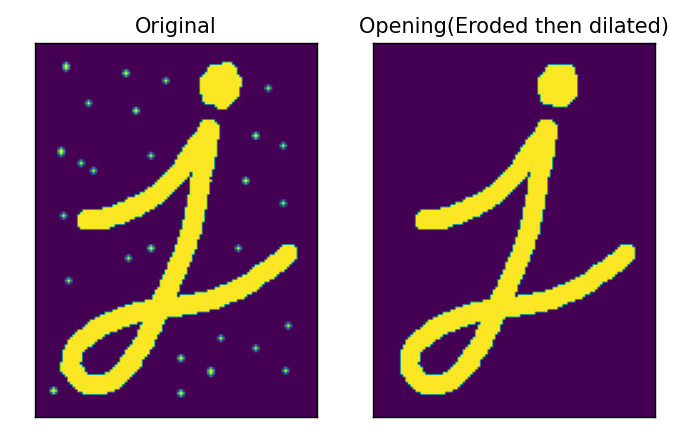 Original
Opening(Eroded then dilated)
j
j